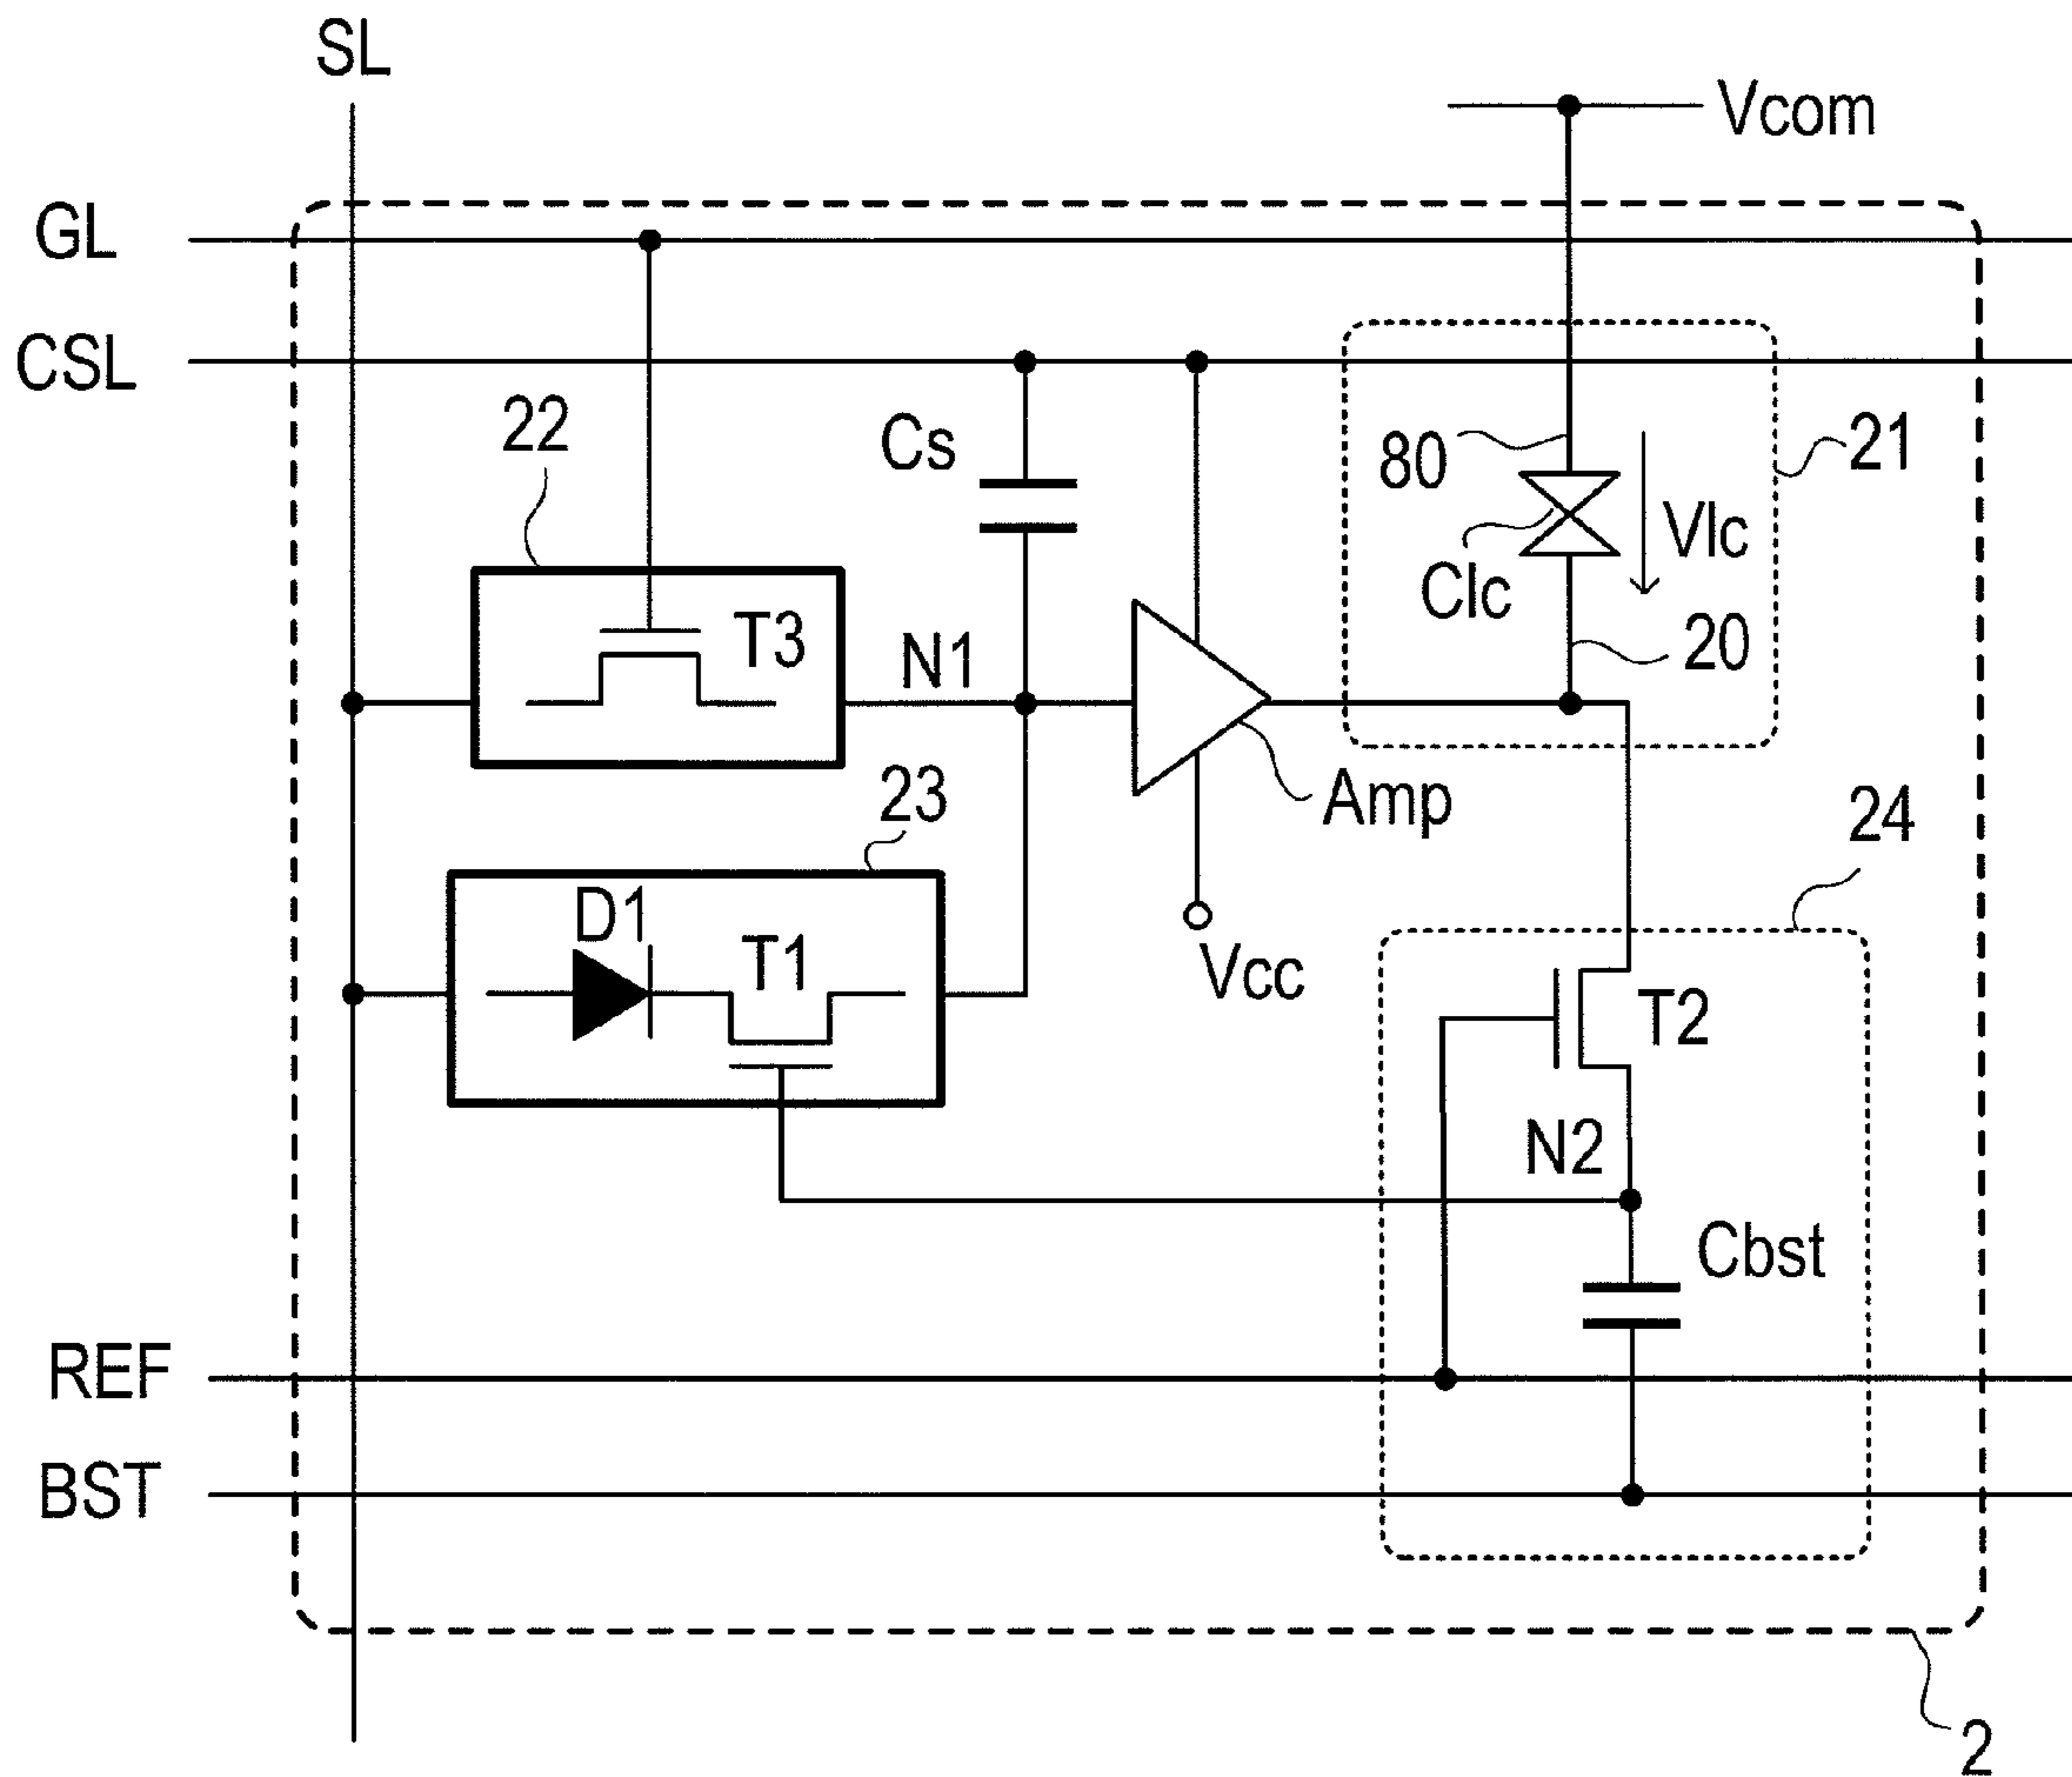 SL
Vcom
GL
CSL
22
Cs
80
21
Vlc
Clc
T3
N1
20
23
Amp
24
D1
T1
Vcc
T2
N2
Cbst
REF
BST
2